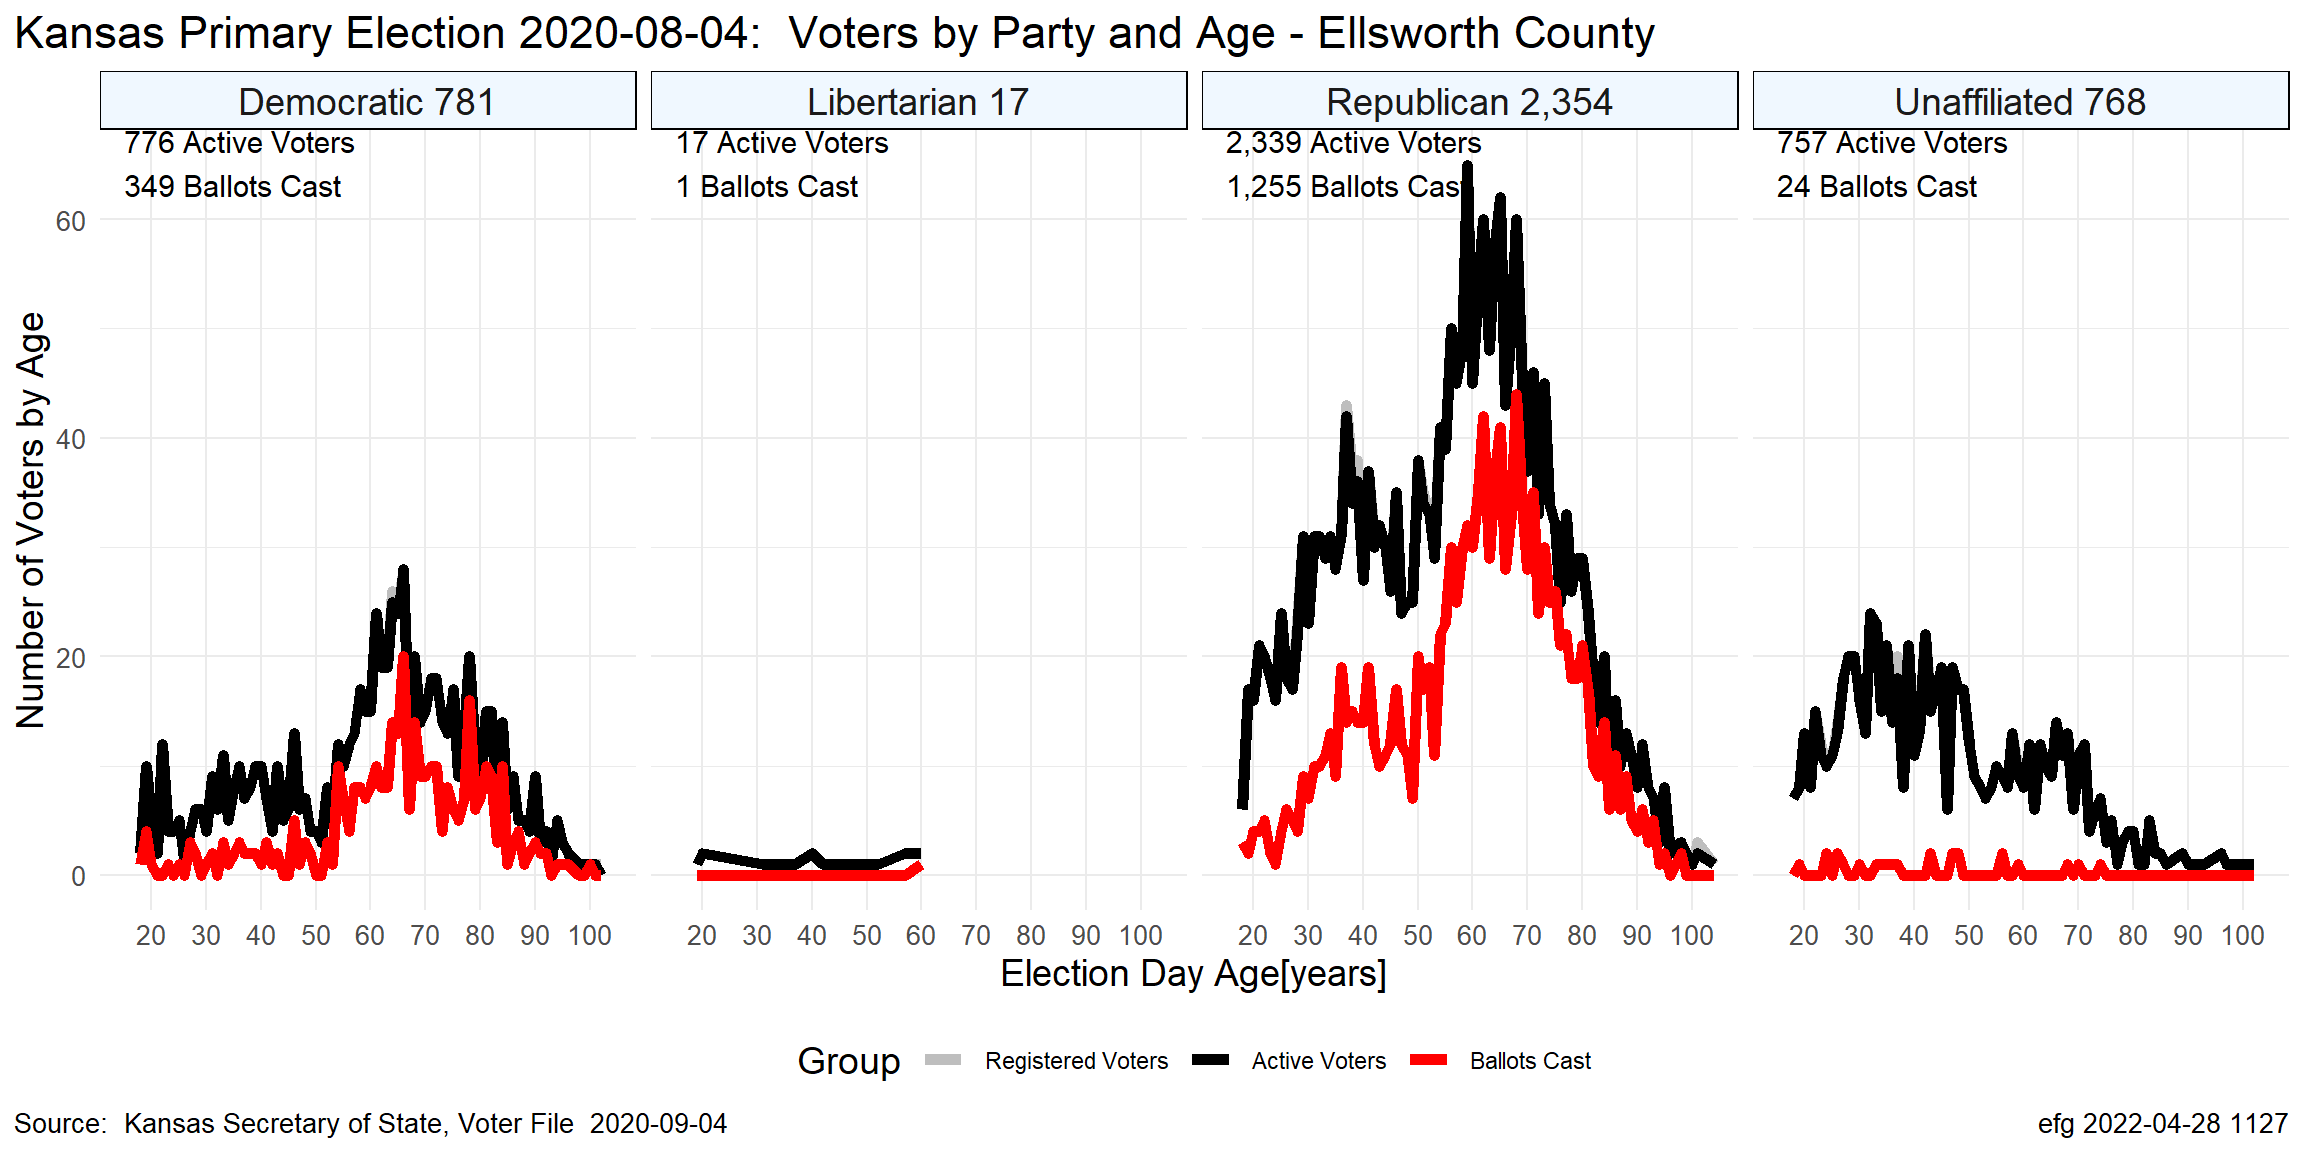 Kansas Primary Election 2020-08-04:  Voters by Party and Age - Ellsworth County
Democratic 781
Libertarian 17
Republican 2,354
Unaffiliated 768
776 Active Voters
349 Ballots Cast
17 Active Voters
1 Ballots Cast
2,339 Active Voters
1,255 Ballots Cast
757 Active Voters
24 Ballots Cast
Number of Voters by Age
60
40
20
0
20 30 40 50 60 70 80 90 100
20 30 40 50 60 70 80 90 100
20 30 40 50 60 70 80 90 100
20 30 40 50 60 70 80 90 100
Election Day Age[years]
Group Registered Voters Active Voters Ballots Cast
Source:  Kansas Secretary of State, Voter File  2020-09-04
efg 2022-04-28 1127